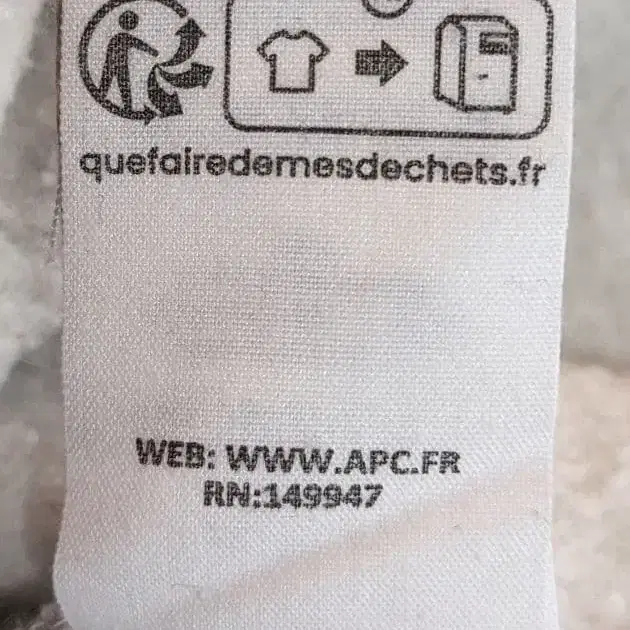 quefairedemesdechets.fr
WEB: WWW.APC.FR
RN:149947